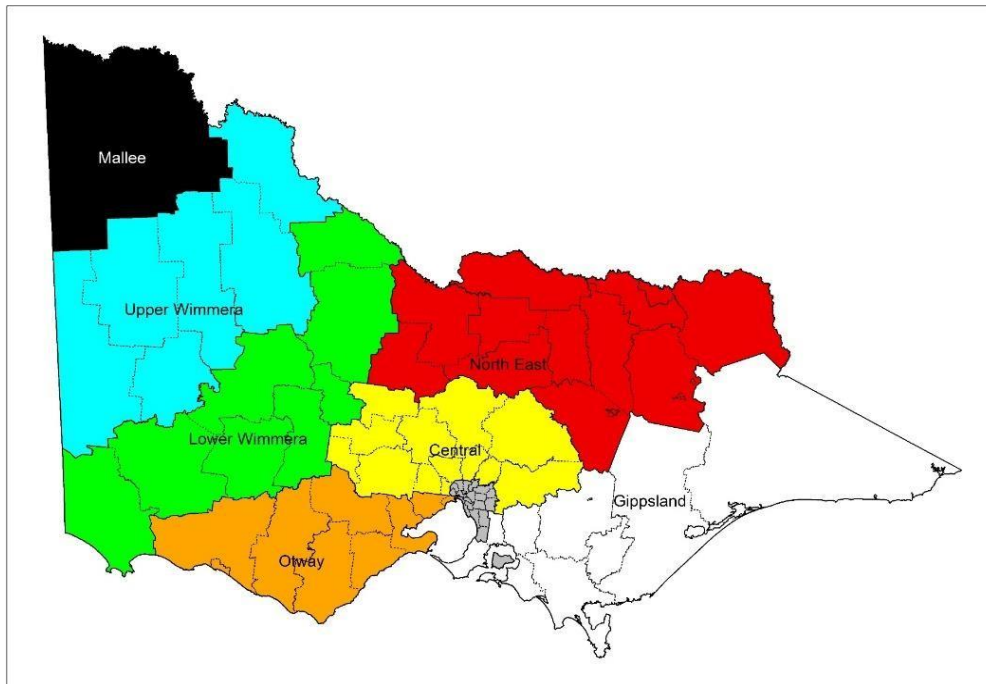 Mallee
Upper Wimmera
North East
Lower Wimmera
Central
Gippsland
Otway